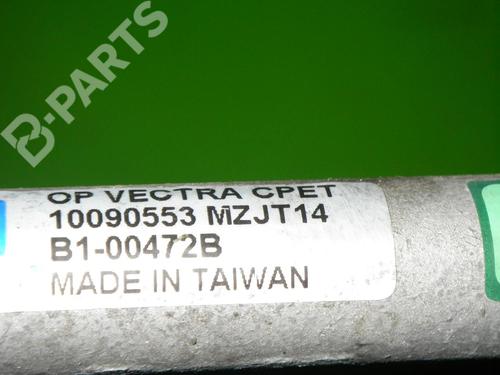 B-PARTS
OP VECTRA CPET
10090553 MZJT14
B1-00472B
MADE IN TAIWAN